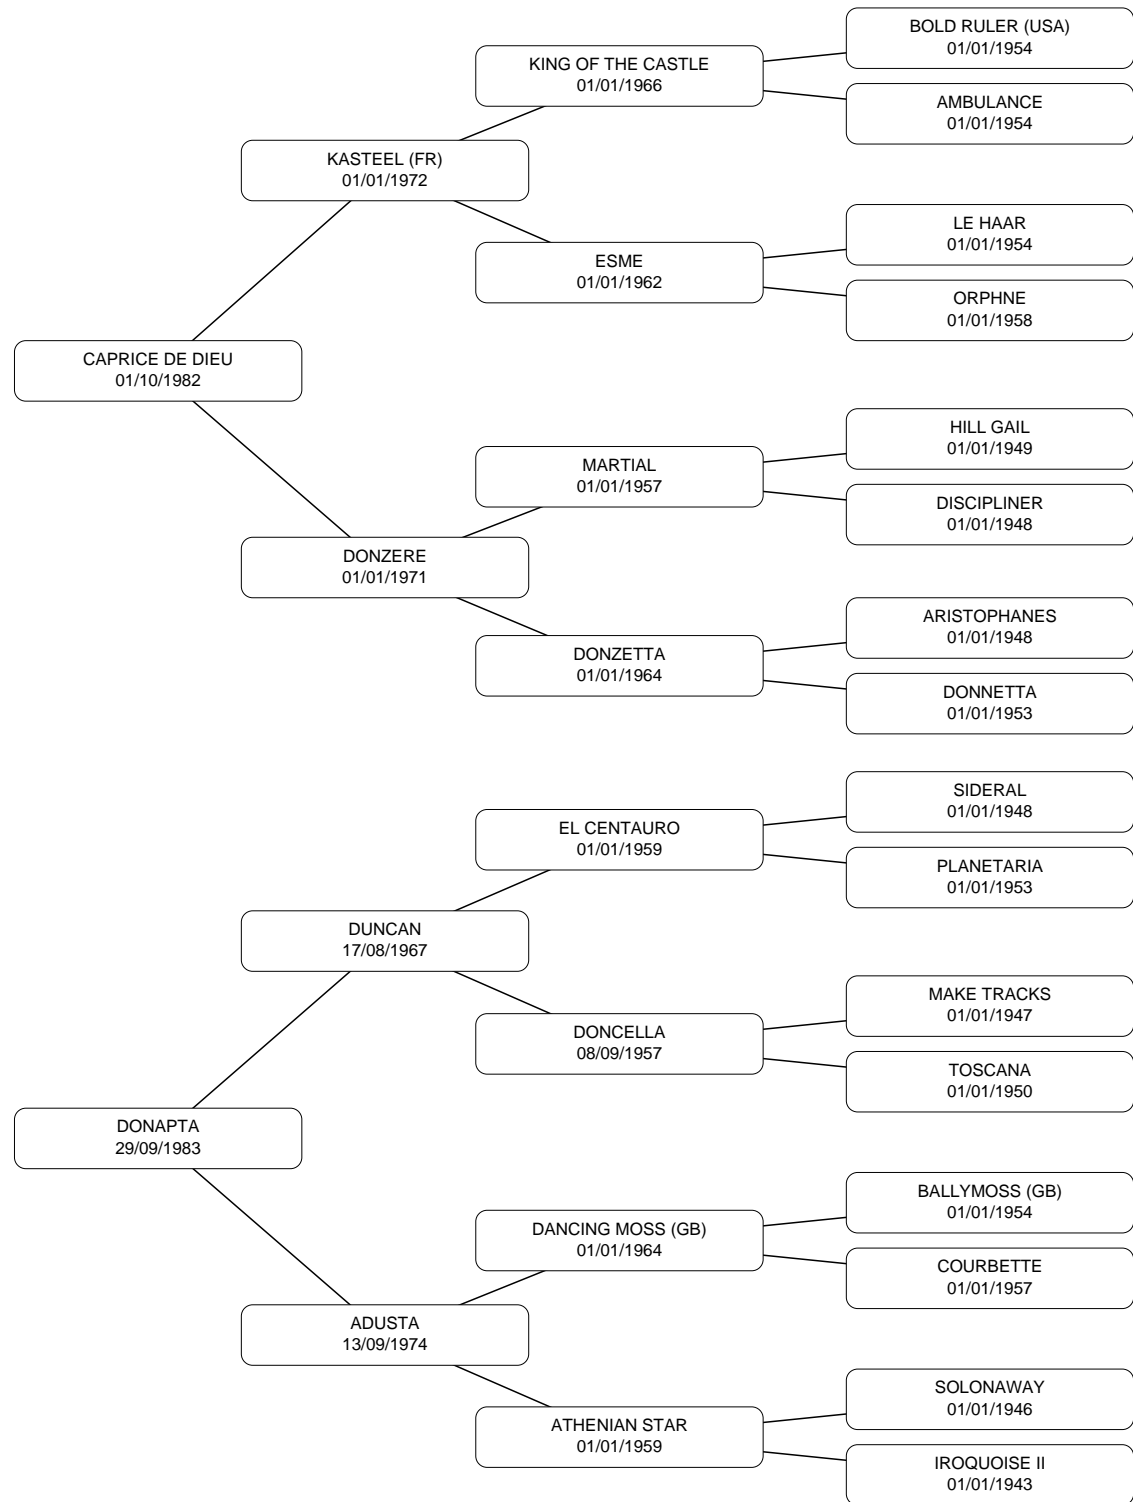 BOLD RULER (USA)
01/01/1954
KING OF THE CASTLE
01/01/1966
AMBULANCE
01/01/1954
KASTEEL (FR)
01/01/1972
LE HAAR
01/01/1954
ESME
01/01/1962
ORPHNE
01/01/1958
CAPRICE DE DIEU
01/10/1982
HILL GAIL
01/01/1949
MARTIAL
01/01/1957
DISCIPLINER
01/01/1948
DONZERE
01/01/1971
ARISTOPHANES
01/01/1948
DONZETTA
01/01/1964
DONNETTA
01/01/1953
SIDERAL
01/01/1948
EL CENTAURO
01/01/1959
PLANETARIA
01/01/1953
DUNCAN
17/08/1967
MAKE TRACKS
01/01/1947
DONCELLA
08/09/1957
TOSCANA
01/01/1950
DONAPTA
29/09/1983
BALLYMOSS (GB)
01/01/1954
DANCING MOSS (GB)
01/01/1964
COURBETTE
01/01/1957
ADUSTA
13/09/1974
SOLONAWAY
01/01/1946
ATHENIAN STAR
01/01/1959
IROQUOISE II
01/01/1943